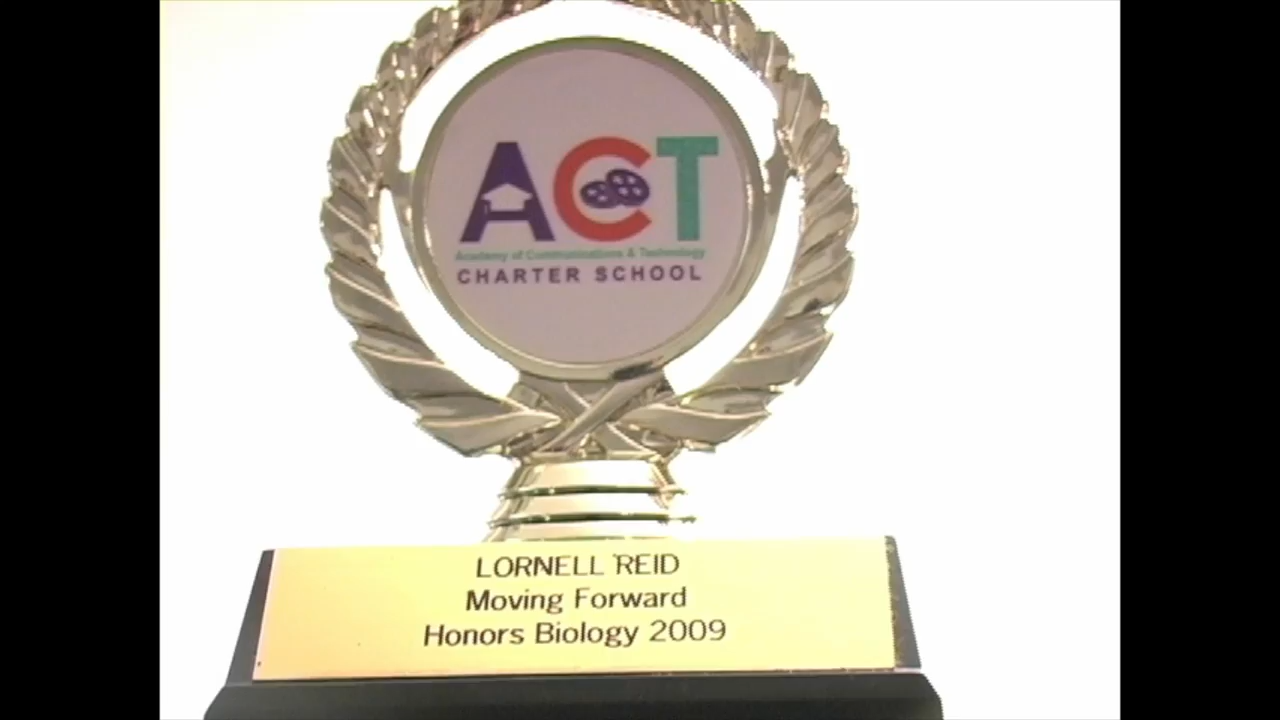 ACT
Academy of Communications & Technology
CHARTER SCHOOL
LORNELL REID
Moving Forward
Honors Biology 2009